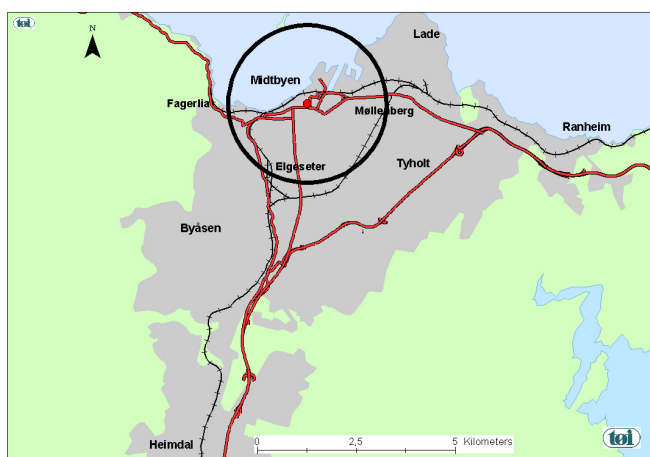 tøi
N
Lade
Midtbyen
Fagerlia
Møllenberg
Ranheim
Elgeseter
Tyholt
Byåsen
Heimdal
0 2,5 5 Kilometers
tøi